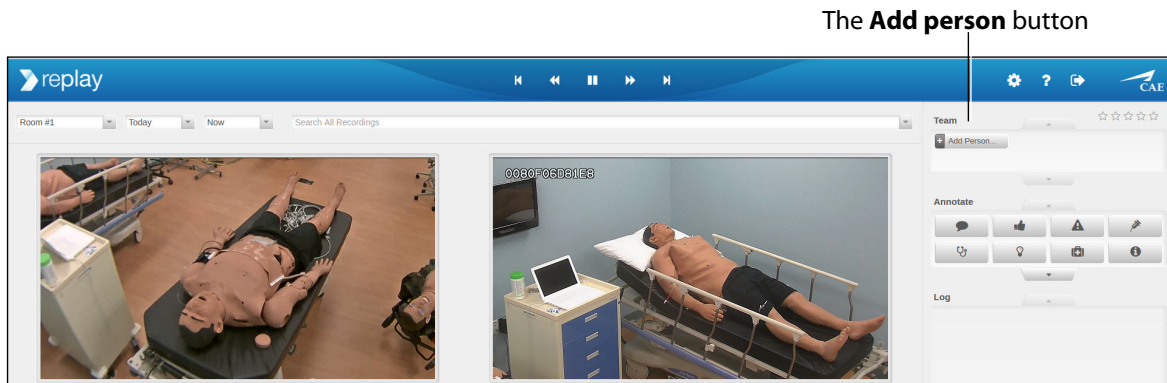 The Add person button
replay
?
CAE
Room #1
Today
Now
Search All Recordings
Team
+ Add Person...
0080F06D81E8
Annotate
Log